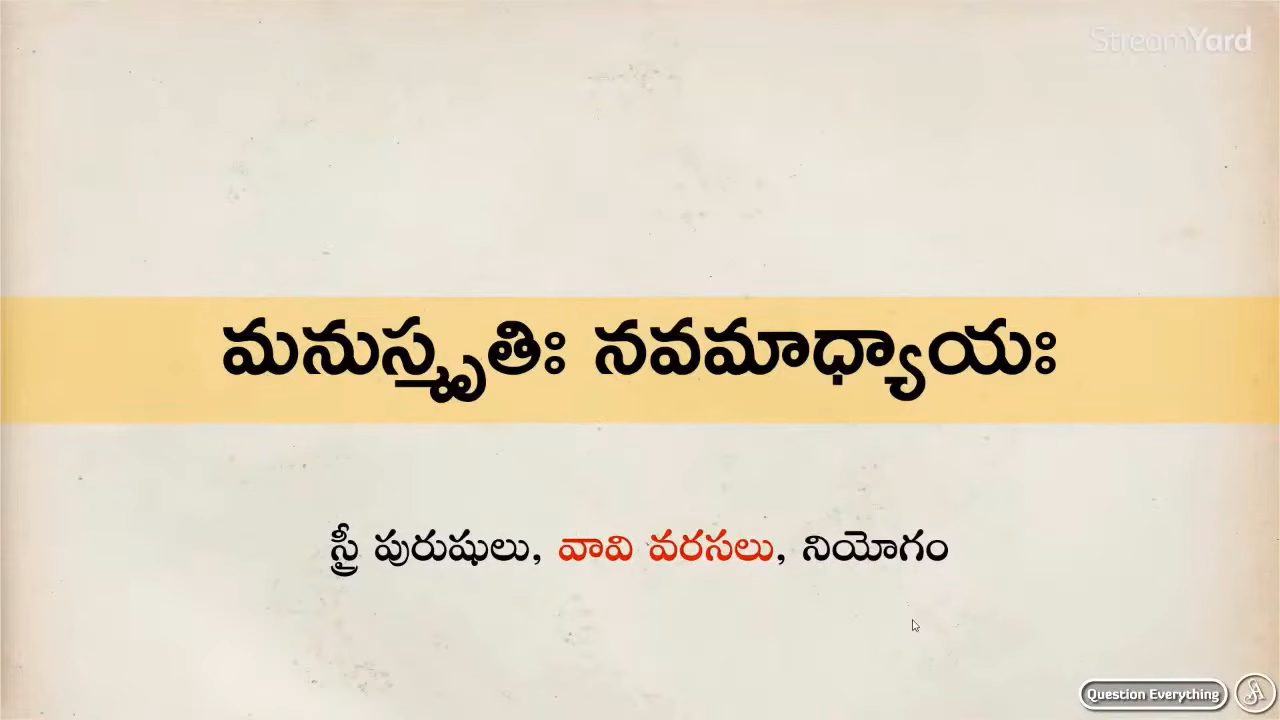 StreamYard
మనుస్మృతిః నవమాధ్యాయః
స్త్రీ పురుషులు, వావి వరసలు, నియోగం
Question Everything